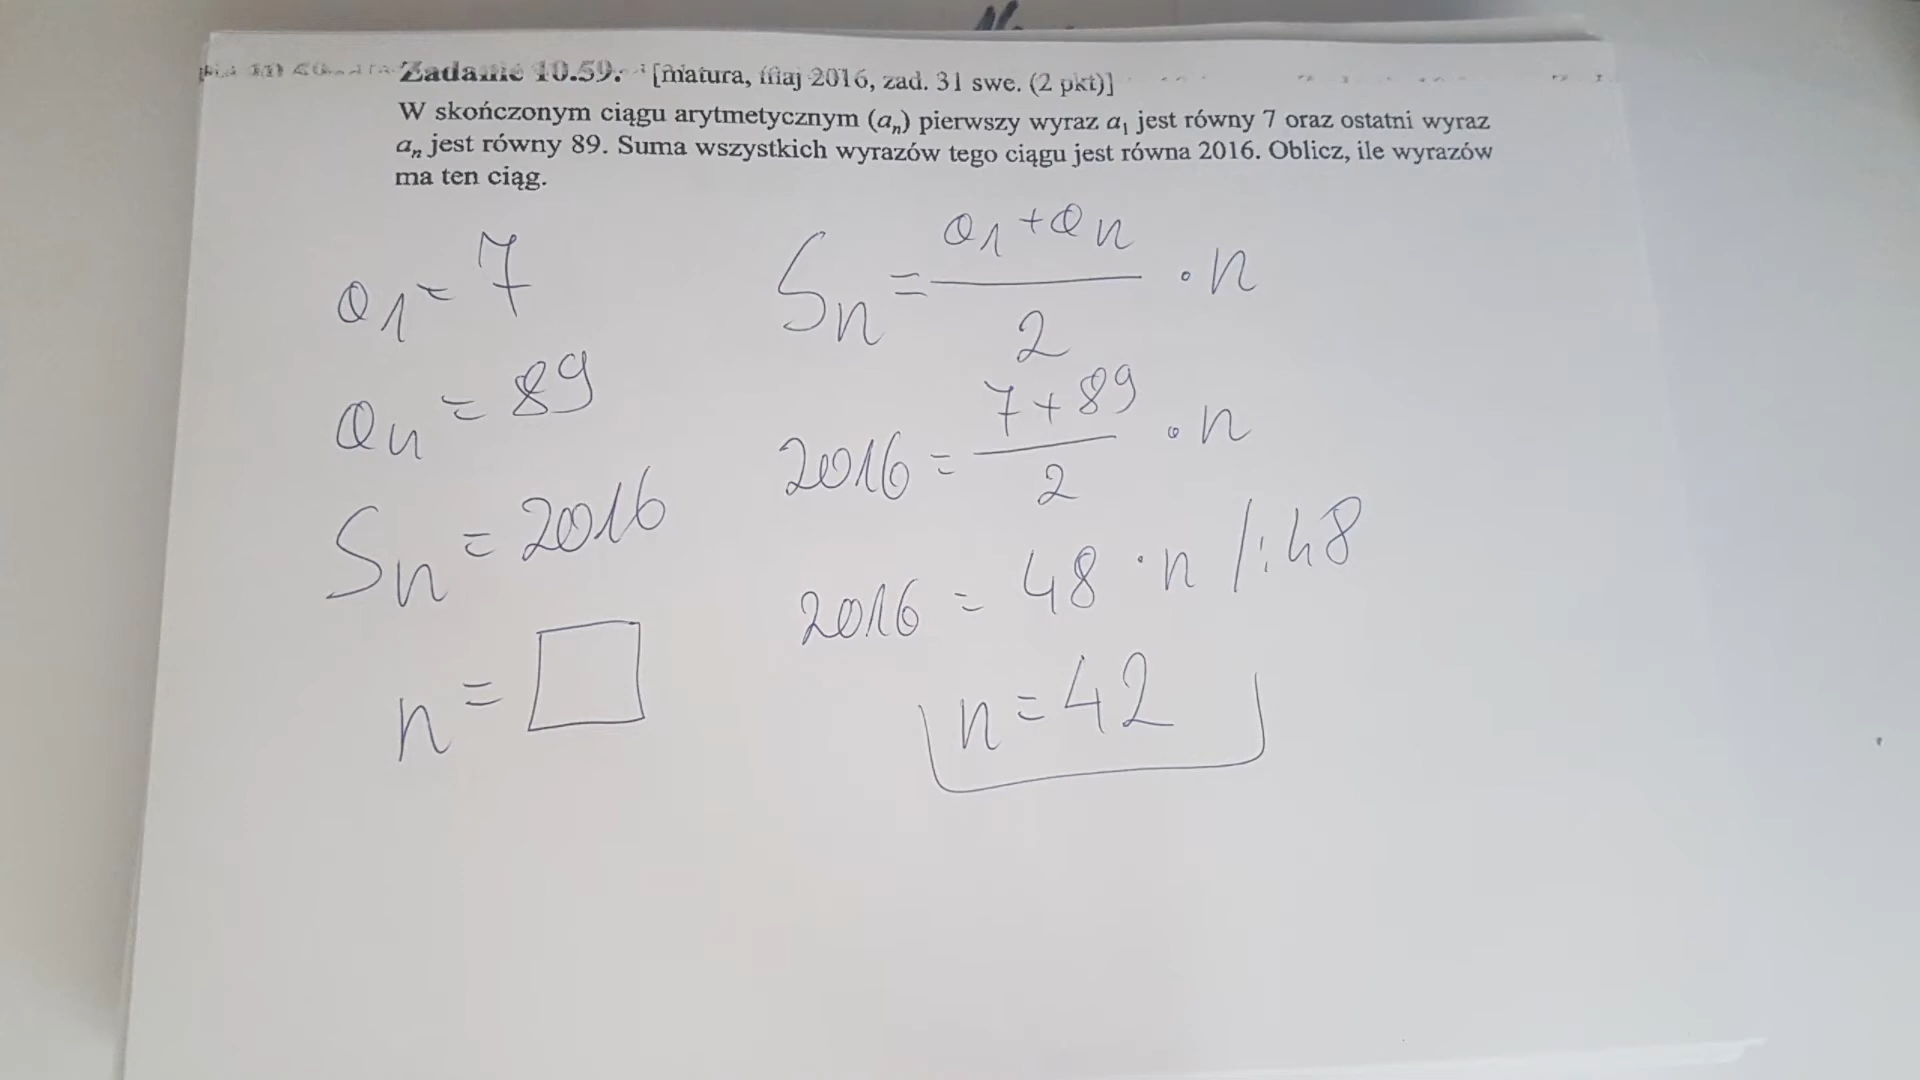 Zadanie 10.59. [matura, maj 2016, zad. 31 swe. (2 pkt)]
W skończonym ciągu arytmetycznym (aₙ) pierwszy wyraz a₁ jest równy 7 oraz ostatni wyraz
aₙ jest równy 89. Suma wszystkich wyrazów tego ciągu jest równa 2016. Oblicz, ile wyrazów
ma ten ciąg.
a₁ = 7
aₙ = 89
Sₙ = 2016
n = □
Sₙ = (a₁ + aₙ)/2 · n
2016 = (7 + 89)/2 · n
2016 = 48 · n /:48
n = 42